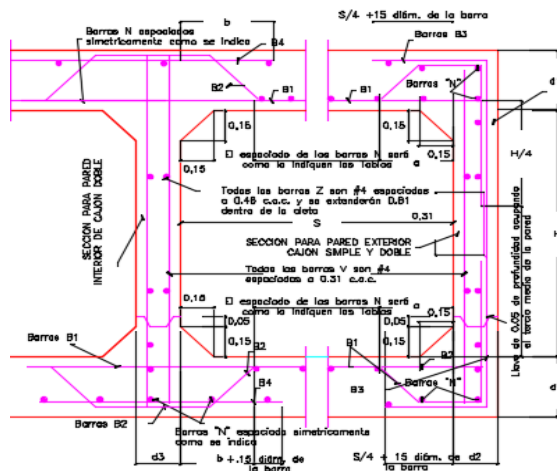 S/4 +15 diám. de la barra
b
Barras N espaciadas
simetricamente como se indica
B4
Barras B3
B2
B1
B1
Barras "N"
d
0,15
0,15
0,15
0,15
H/4
El espaciado de las barras N será
como la indiquen las tablas
a
Todas las barras Z son #4 espaciadas
a 0.46 c.a.c. y se extenderán 0.81
dentro de la aleta
S
0,31
SECCION PARA PARED
INTERIOR DE CAJON DOBLE
SECCION PARA PARED EXTERIOR
CAJON SIMPLE Y DOBLE
Todas las barras V son #4
espaciadas a 0.31 c.a.c.
Llave de 0.05 de profundidad ocupando
el tercio medio de la pared
H
El espaciado de las barras N será
como la indiquen las tablas
a
0,15
0,05
0,05
0,15
0,15
Barras B1
B2
B1
B2
B3
Barras "N"
B4
d
Barras B2
Barras "N" espaciada simetricamente
como se indica
d3
b +.15 diám. de
la barra
S/4 + 15 diám. de d2
la barra